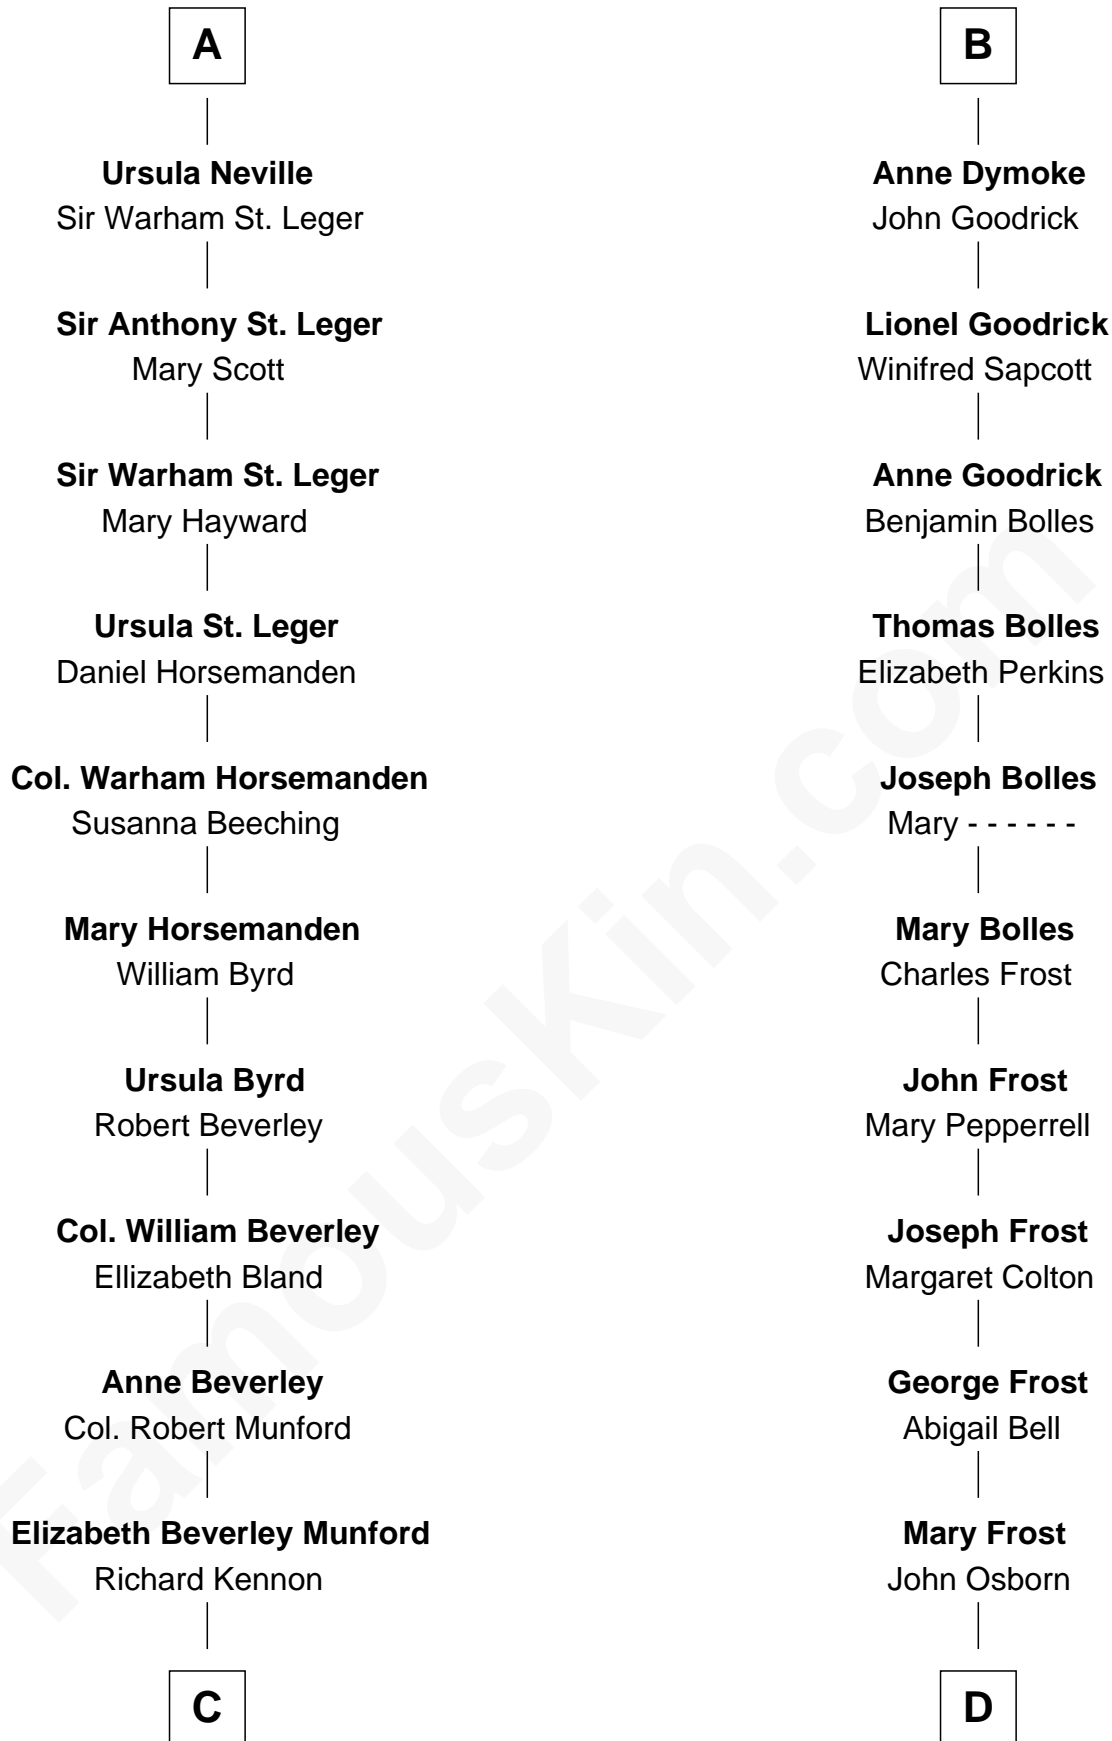 A
Ursula Neville
Sir Warham St. Leger
Sir Anthony St. Leger
Mary Scott
Sir Warham St. Leger
Mary Hayward
Ursula St. Leger
Daniel Horsemanden
Col. Warham Horsemanden
Susanna Beeching
Mary Horsemanden
William Byrd
Ursula Byrd
Robert Beverley
Col. William Beverley
Ellizabeth Bland
Anne Beverley
Col. Robert Munford
Elizabeth Beverley Munford
Richard Kennon
C
B
Anne Dymoke
John Goodrick
Lionel Goodrick
Winifred Sapcott
Anne Goodrick
Benjamin Bolles
Thomas Bolles
Elizabeth Perkins
Joseph Bolles
Mary - - - - - -
Mary Bolles
Charles Frost
John Frost
Mary Pepperrell
Joseph Frost
Margaret Colton
George Frost
Abigail Bell
Mary Frost
John Osborn
D
FamousKin.com